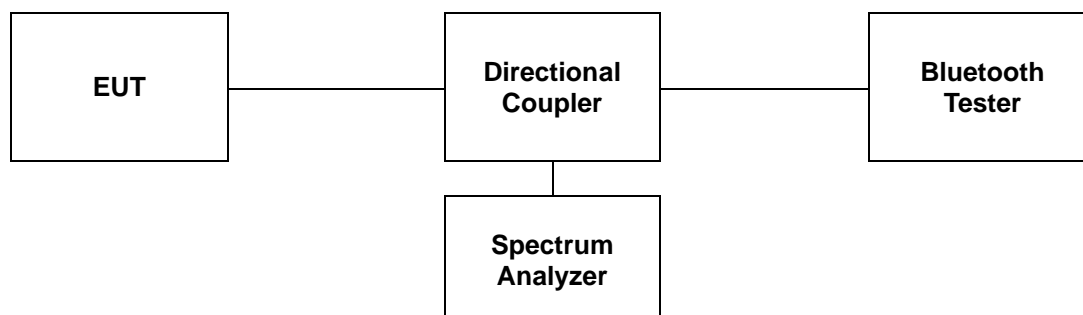 EUT
Directional
Coupler
Bluetooth
Tester
Spectrum
Analyzer